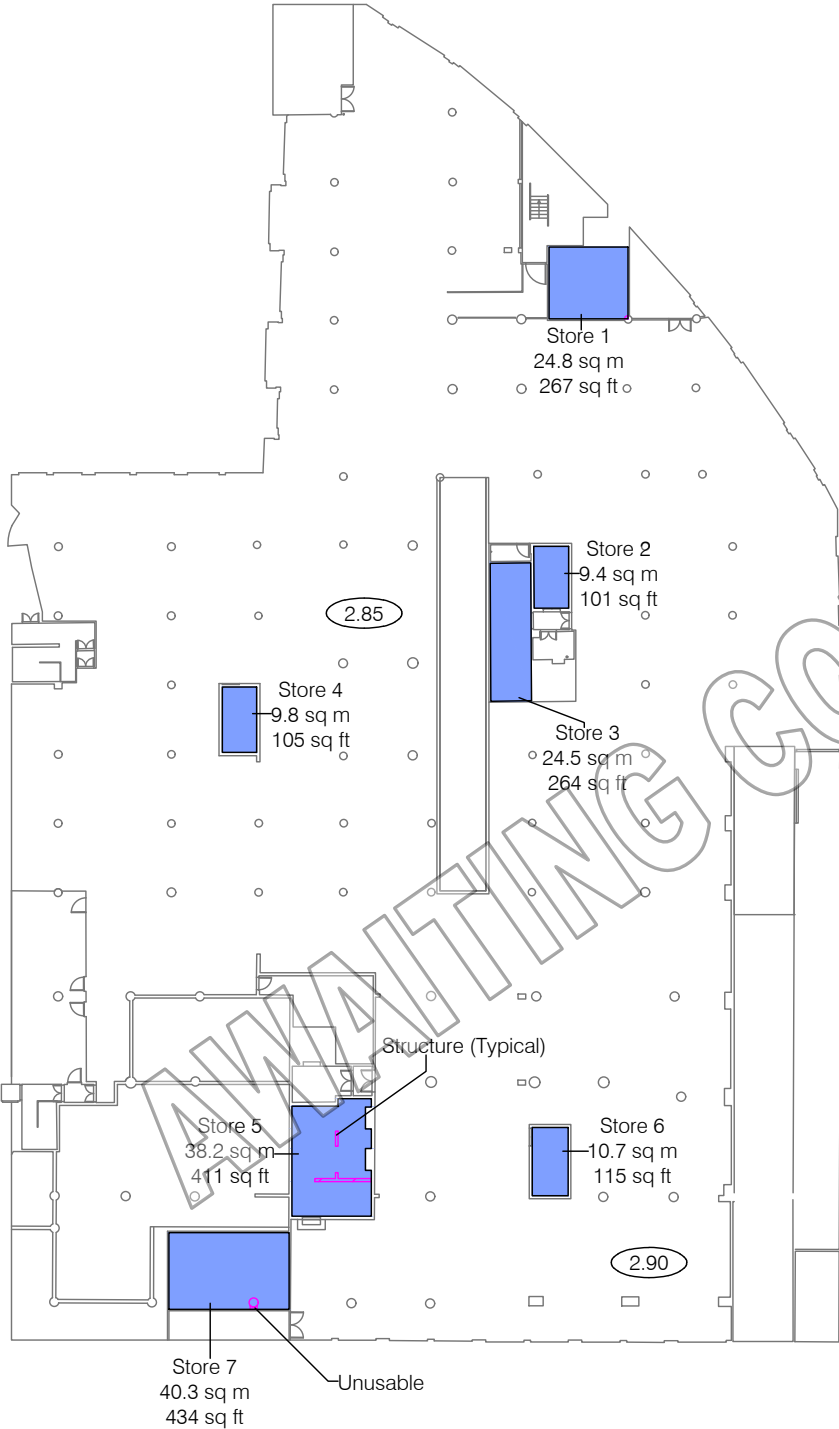 Store 1
24.8 sq m
267 sq ft
Store 2
9.4 sq m
101 sq ft
2.85
Store 4
9.8 sq m
105 sq ft
Store 3
24.5 sq m
264 sq ft
AWAITING CO
Structure (Typical)
Store 5
38.2 sq m
411 sq ft
Store 6
10.7 sq m
115 sq ft
2.90
Store 7
40.3 sq m
434 sq ft
Unusable